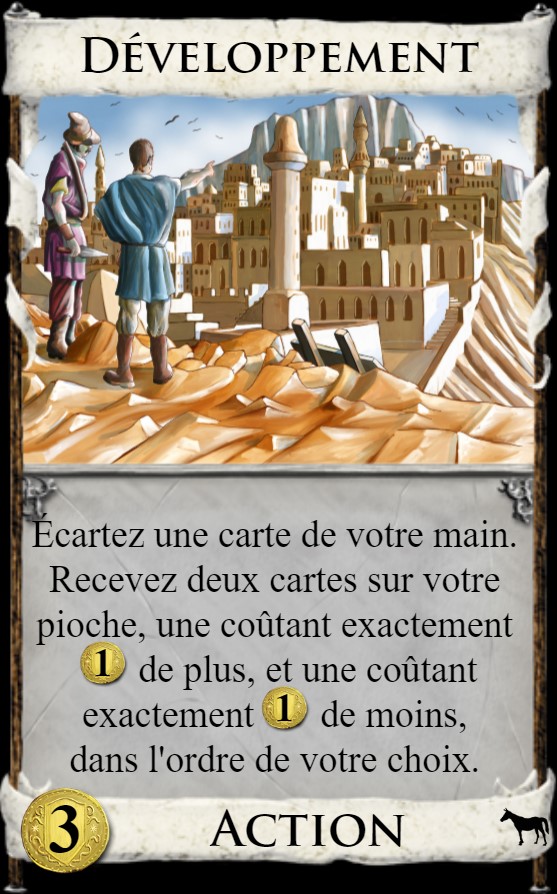 Développement
Écartez une carte de votre main.
Recevez deux cartes sur votre
pioche, une coûtant exactement
1 de plus, et une coûtant
exactement 1 de moins,
dans l'ordre de votre choix.
3 Action